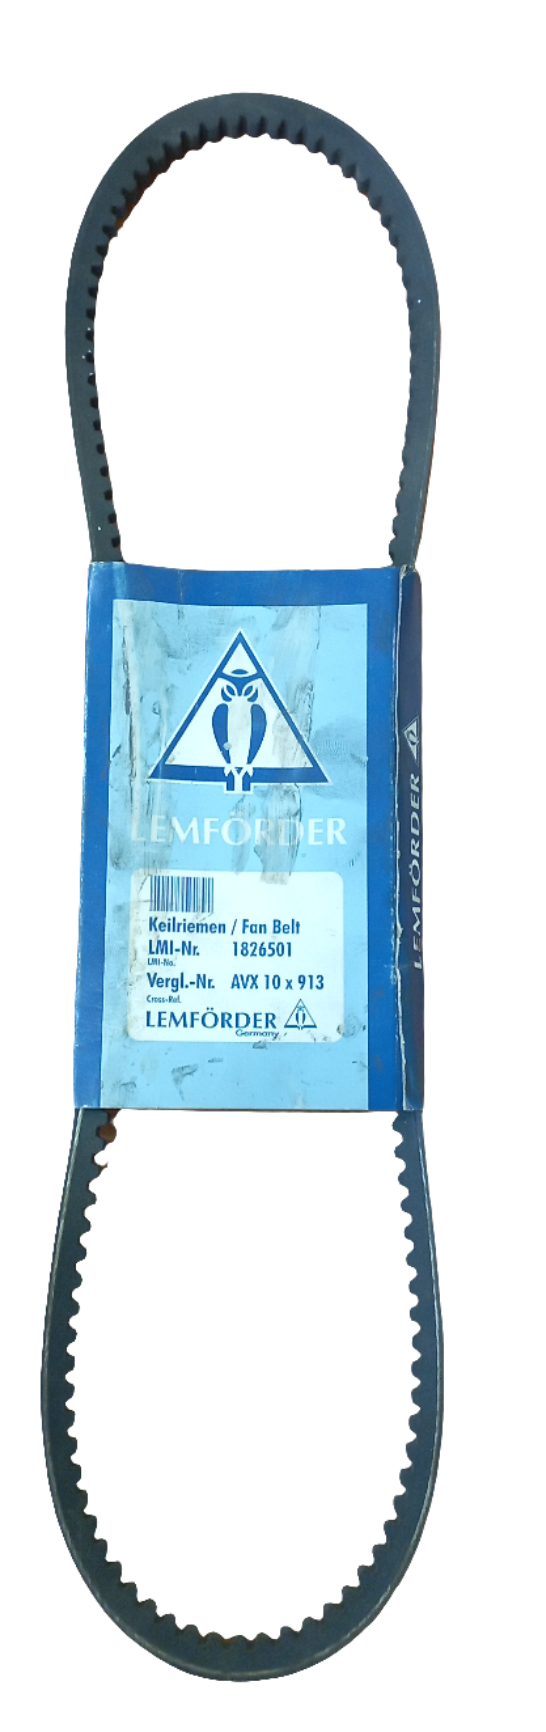 LEMFÖRDER
Keilriemen / Fan Belt
LMI-Nr. 1826501
LMI-No.
Vergl.-Nr. AVX 10 x 913
Cross-Ref.
LEMFÖRDER
Germany
LEMFÖRDER